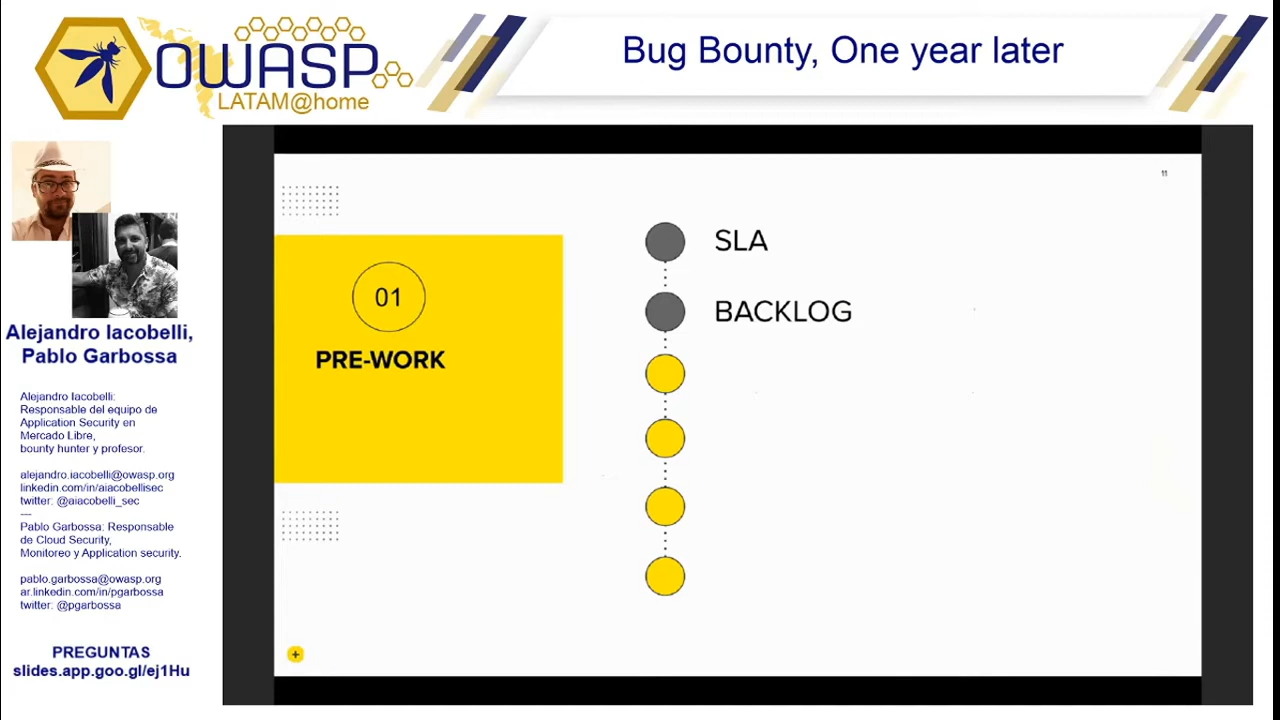 OWASP
LATAM@home
Bug Bounty, One year later
11
SLA
BACKLOG
01
PRE-WORK
Alejandro Iacobelli,
Pablo Garbossa
Alejandro Iacobelli:
Responsable del equipo de
Application Security en
Mercado Libre,
bounty hunter y profesor.
alejandro.iacobelli@owasp.org
linkedin.com/in/aiacobellisec
twitter: @aiacobelli_sec
---
Pablo Garbossa: Responsable
de Cloud Security,
Monitoreo y Application security.
pablo.garbossa@owasp.org
ar.linkedin.com/in/pgarbossa
twitter: @pgarbossa
PREGUNTAS
slides.app.goo.gl/ej1Hu